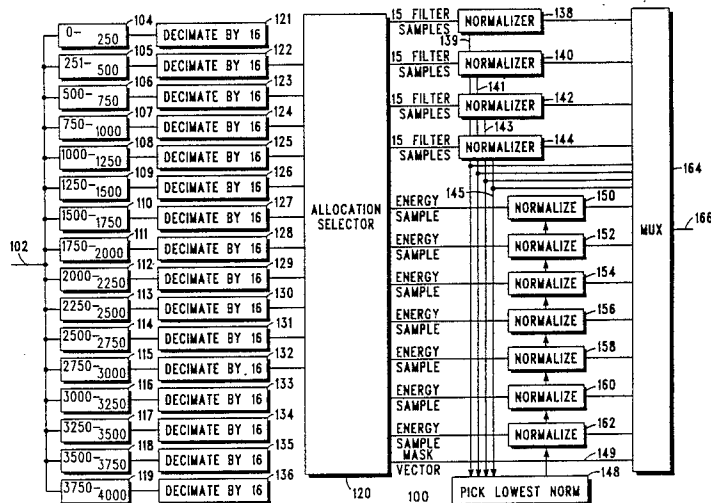 0-250 104 DECIMATE BY 16 121
251-500 105 DECIMATE BY 16 122
500-750 106 DECIMATE BY 16 123
750-1000 107 DECIMATE BY 16 124
1000-1250 108 DECIMATE BY 16 125
1250-1500 109 DECIMATE BY 16 126
1500-1750 110 DECIMATE BY 16 127
1750-2000 111 DECIMATE BY 16 128
2000-2250 112 DECIMATE BY 16 129
2250-2500 113 DECIMATE BY 16 130
2500-2750 114 DECIMATE BY 16 131
2750-3000 115 DECIMATE BY 16 132
3000-3250 116 DECIMATE BY 16 133
3250-3500 117 DECIMATE BY 16 134
3500-3750 118 DECIMATE BY 16 135
3750-4000 119 DECIMATE BY 16 136
102
ALLOCATION
SELECTOR
120
15 FILTER
SAMPLES
NORMALIZER 138
139
15 FILTER
SAMPLES
NORMALIZER 140
141
15 FILTER
SAMPLES
NORMALIZER 142
143
15 FILTER
SAMPLES
NORMALIZER 144
145
ENERGY
SAMPLE
NORMALIZE 150
ENERGY
SAMPLE
NORMALIZE 152
ENERGY
SAMPLE
NORMALIZE 154
ENERGY
SAMPLE
NORMALIZE 156
ENERGY
SAMPLE
NORMALIZE 158
ENERGY
SAMPLE
NORMALIZE 160
ENERGY
SAMPLE
NORMALIZE 162
MASK
VECTOR
149
148
PICK LOWEST NORM
100
MUX
164
166